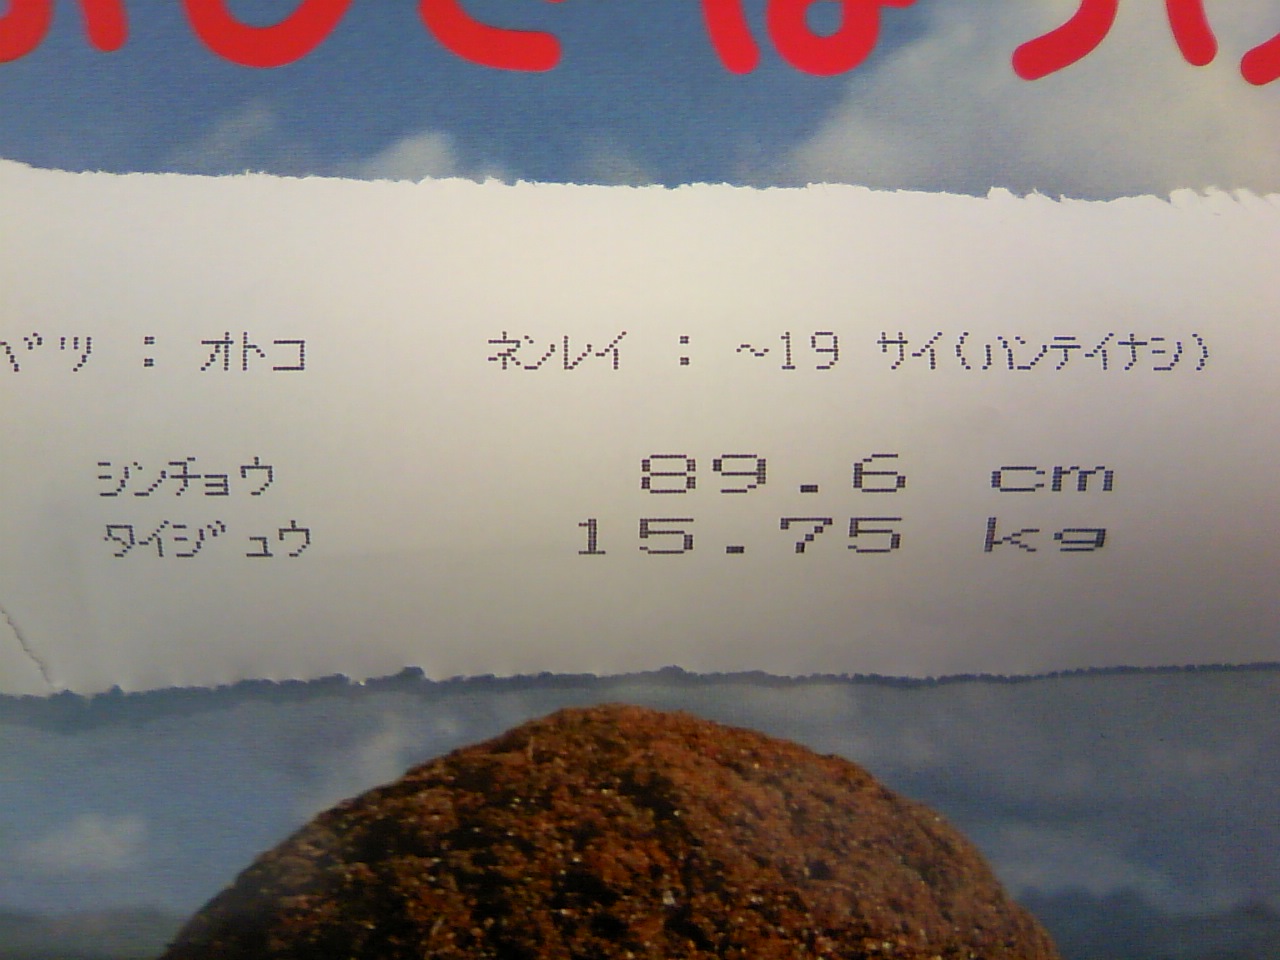 ベツ : オトコ ネンレイ : ~19 サイ(ハンテイナシ)
シンチョウ 89.6 cm
タイジュウ 15.75 kg